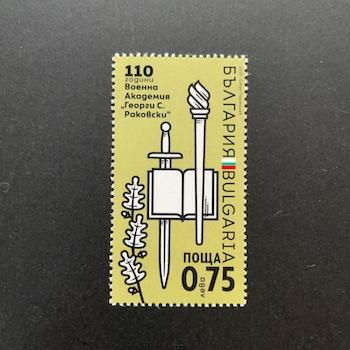 110
години
Военна
Академия
„Георги С.
Раковски“
БЪЛГАРИЯ BULGARIA
ПОЩА
0.75
лева